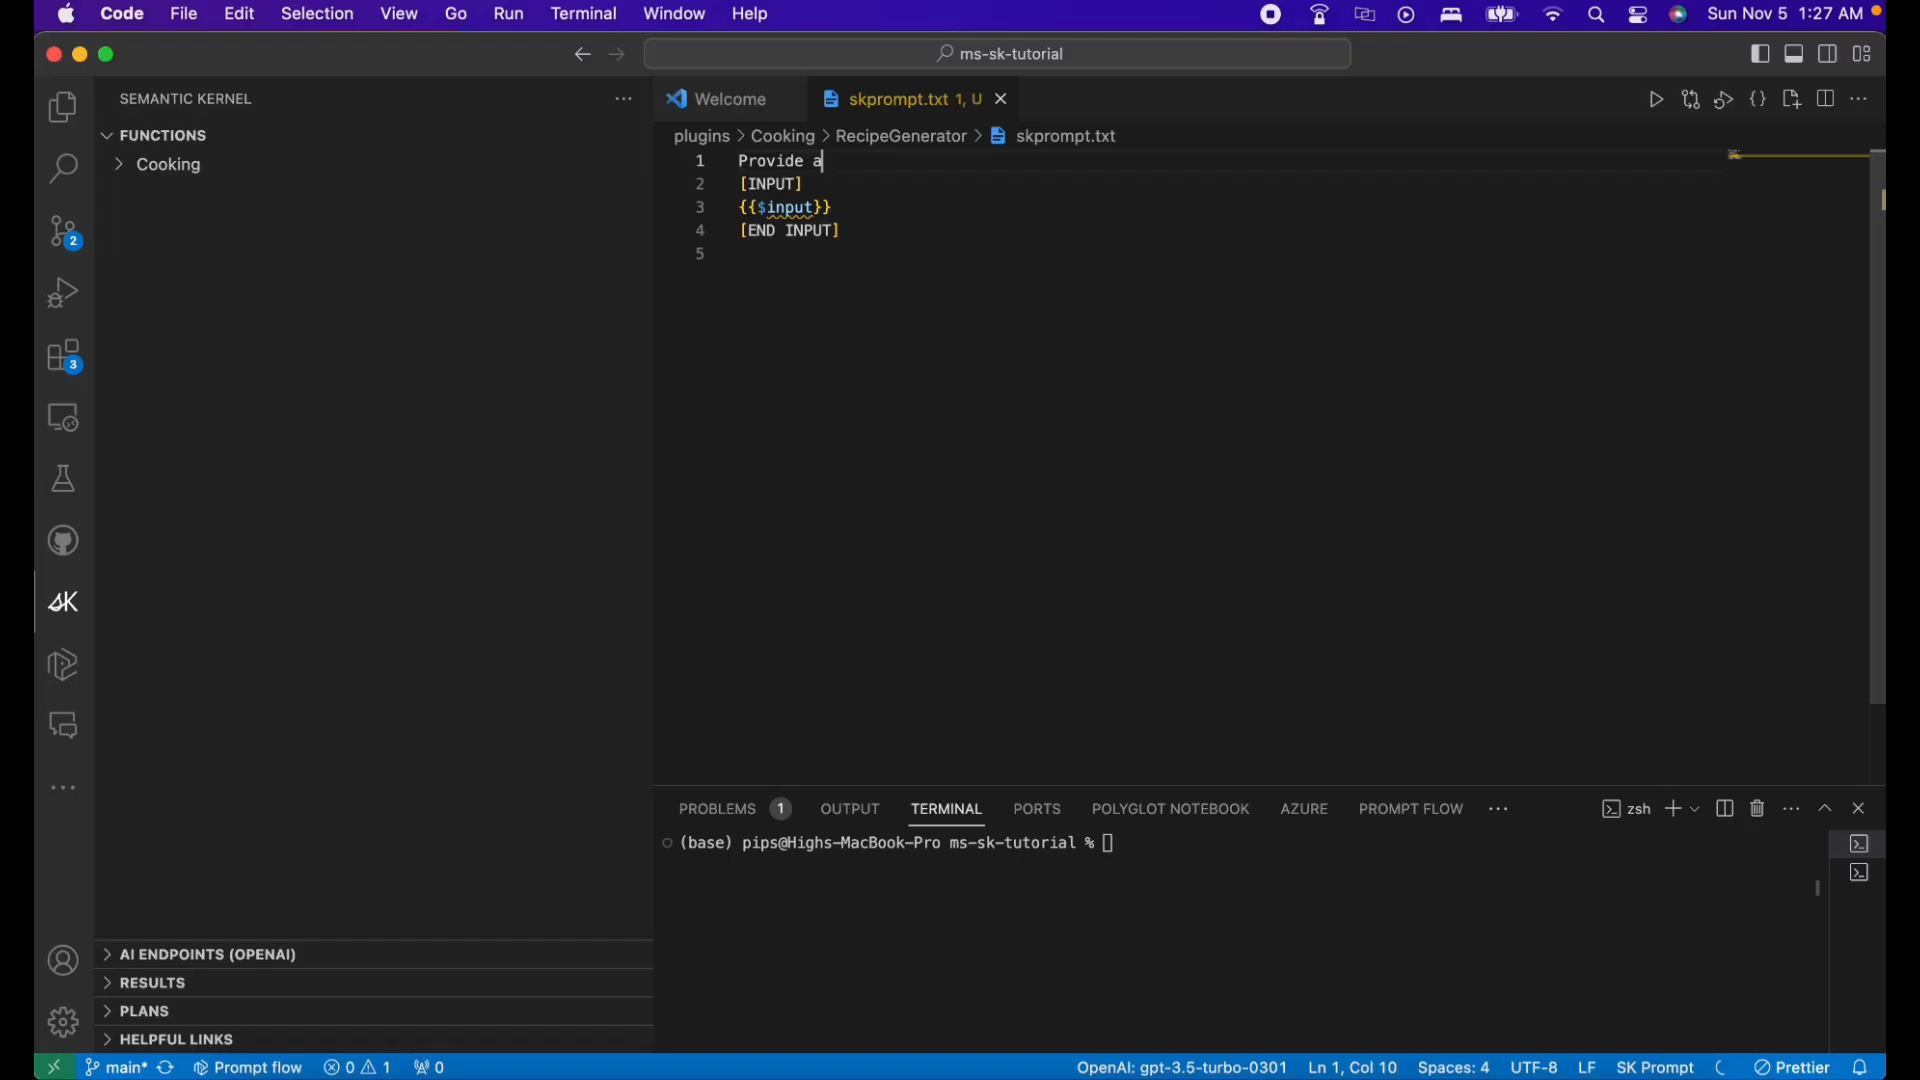 Code File Edit Selection View Go Run Terminal Window Help Sun Nov 5 1:27 AM
ms-sk-tutorial
SEMANTIC KERNEL
Welcome skprompt.txt 1, U
FUNCTIONS
plugins > Cooking > RecipeGenerator > skprompt.txt
Cooking
1 Provide a
2 [INPUT]
3 {{$input}}
4 [END INPUT]
5
2
3
SK
PROBLEMS 1 OUTPUT TERMINAL PORTS POLYGLOT NOTEBOOK AZURE PROMPT FLOW zsh
(base) pips@Highs-MacBook-Pro ms-sk-tutorial %
AI ENDPOINTS (OPENAI)
RESULTS
PLANS
HELPFUL LINKS
main* Prompt flow 0 1 0 OpenAI: gpt-3.5-turbo-0301 Ln 1, Col 10 Spaces: 4 UTF-8 LF SK Prompt Prettier